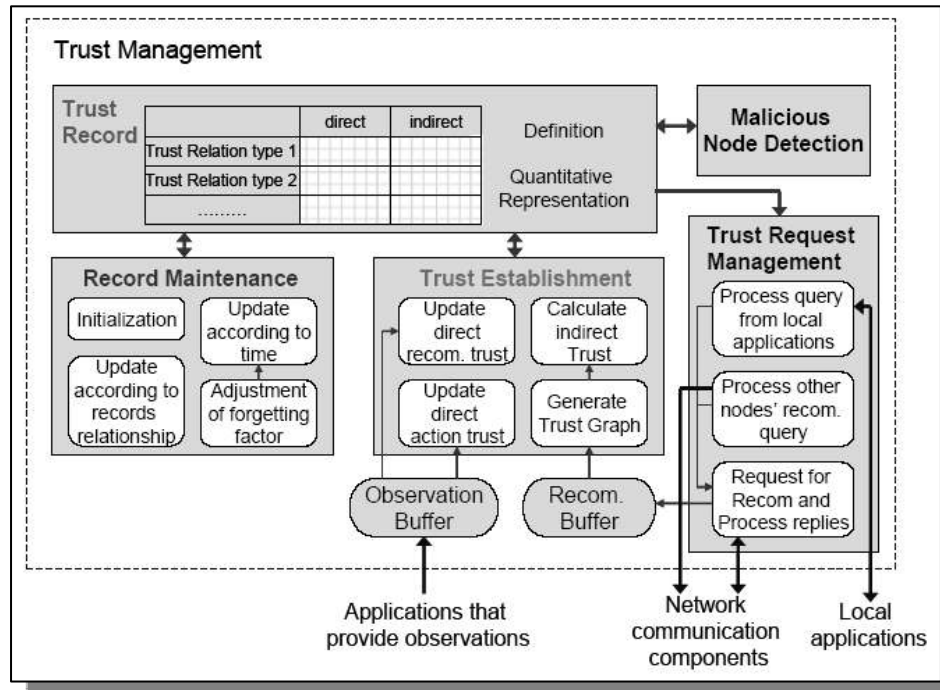 Trust Management
Trust
Record
direct
indirect
Trust Relation type 1
Trust Relation type 2
.........
Definition
Quantitative
Representation
Malicious
Node Detection
Record Maintenance
Initialization
Update
according to
time
Update
according to
records
relationship
Adjustment
of forgetting
factor
Trust Establishment
Update
direct
recom. trust
Calculate
indirect
Trust
Update
direct
action trust
Generate
Trust Graph
Trust Request
Management
Process query
from local
applications
Process other
nodes' recom.
query
Request for
Recom and
Process replies
Observation
Buffer
Recom.
Buffer
Applications that
provide observations
Network
communication
components
Local
applications